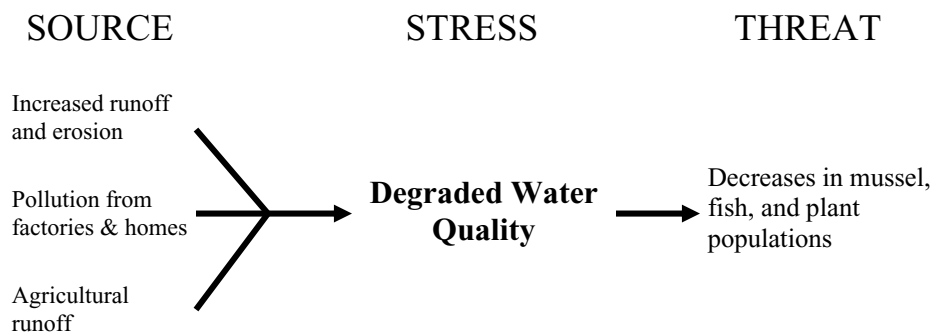 SOURCE
STRESS
THREAT
Increased runoff
and erosion
Pollution from
factories & homes
Agricultural
runoff
Degraded Water
Quality
Decreases in mussel,
fish, and plant
populations